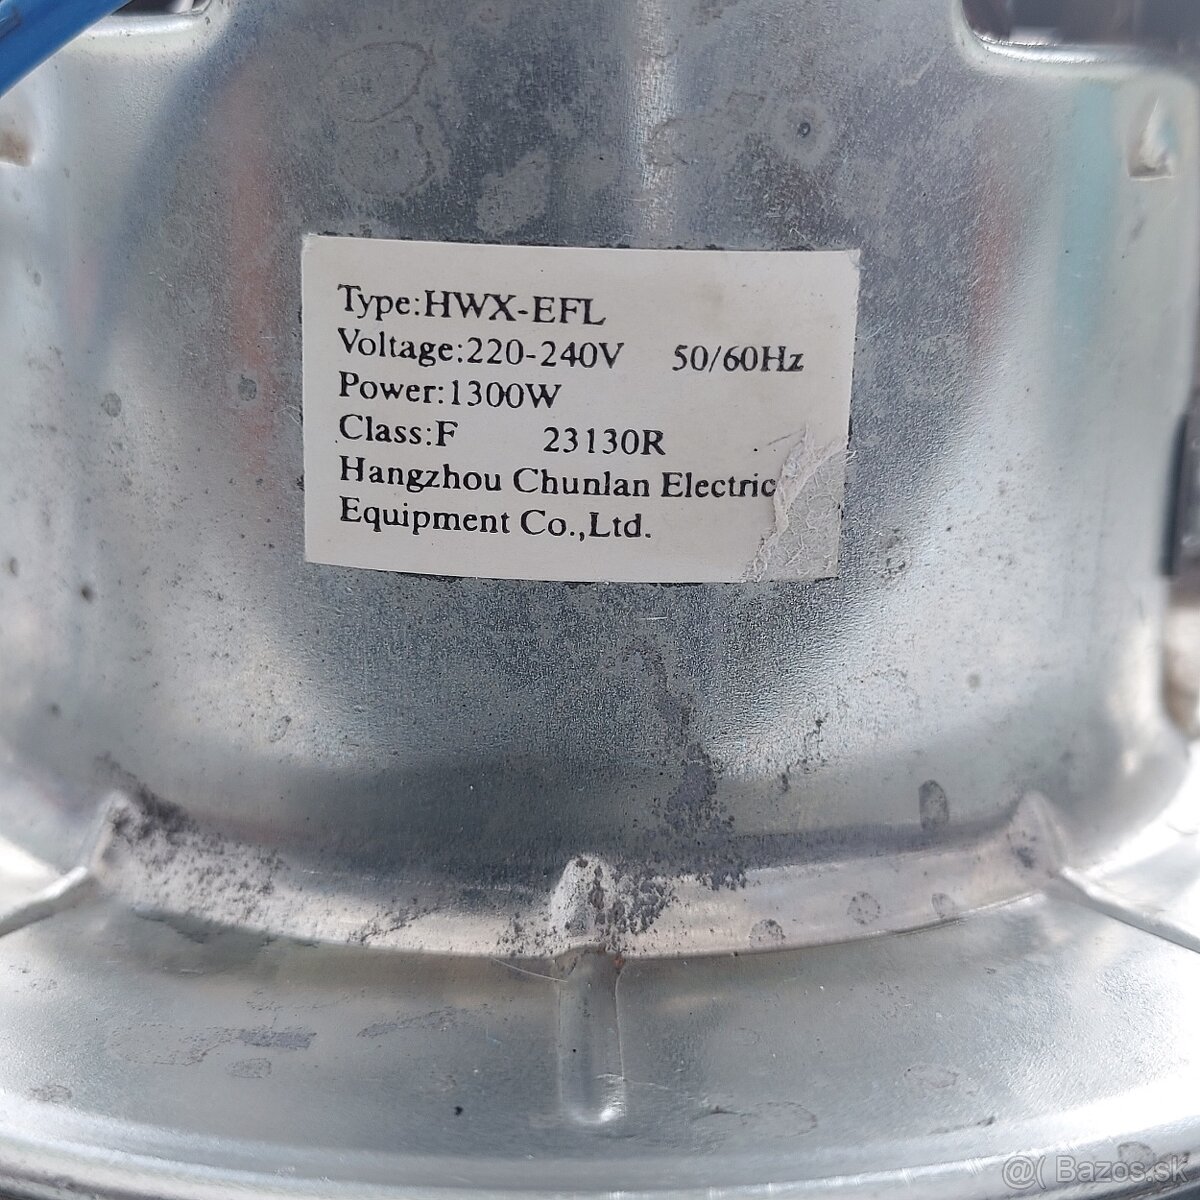 Type:HWX-EFL
Voltage:220-240V 50/60Hz
Power:1300W
Class:F 23130R
Hangzhou Chunlan Electric
Equipment Co.,Ltd.
@( Bazos.sk